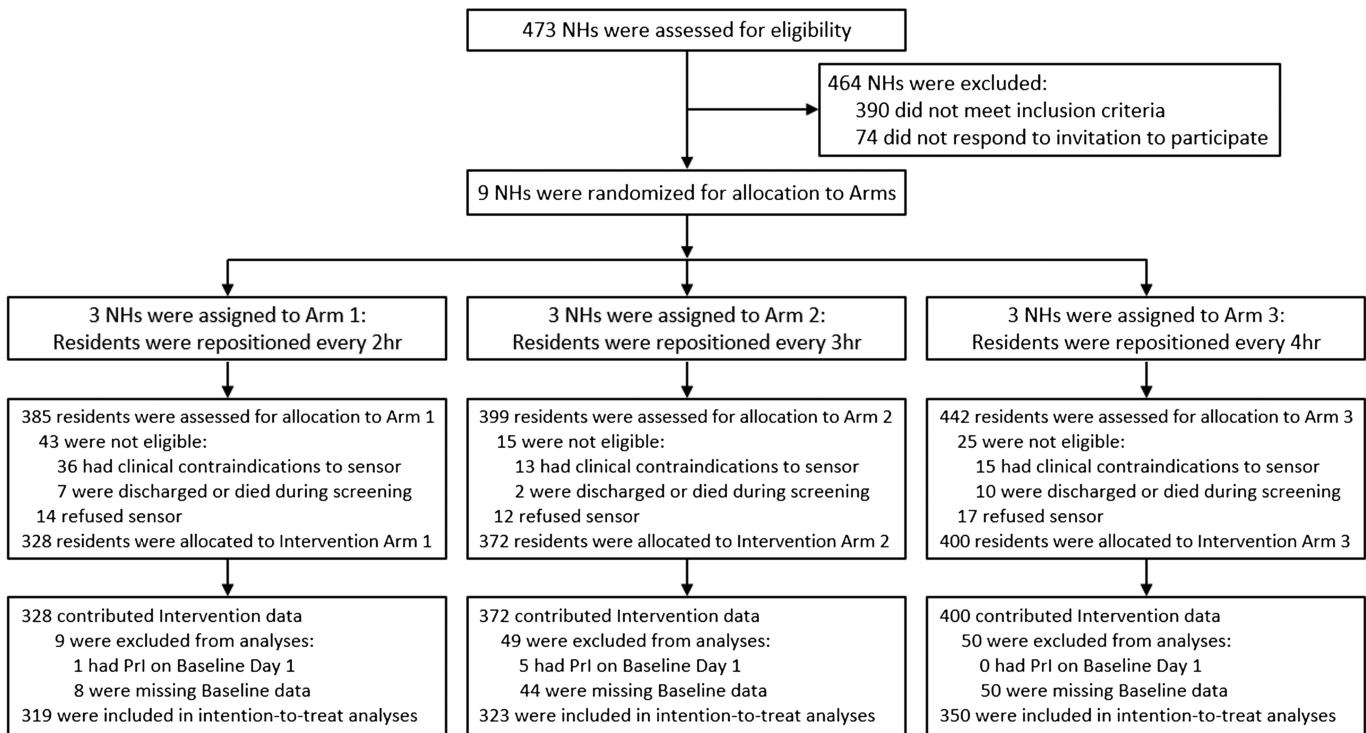 473 NHs were assessed for eligibility
464 NHs were excluded:
390 did not meet inclusion criteria
74 did not respond to invitation to participate
9 NHs were randomized for allocation to Arms
3 NHs were assigned to Arm 1:
Residents were repositioned every 2hr
3 NHs were assigned to Arm 2:
Residents were repositioned every 3hr
3 NHs were assigned to Arm 3:
Residents were repositioned every 4hr
385 residents were assessed for allocation to Arm 1
43 were not eligible:
36 had clinical contraindications to sensor
7 were discharged or died during screening
14 refused sensor
328 residents were allocated to Intervention Arm 1
399 residents were assessed for allocation to Arm 2
15 were not eligible:
13 had clinical contraindications to sensor
2 were discharged or died during screening
12 refused sensor
372 residents were allocated to Intervention Arm 2
442 residents were assessed for allocation to Arm 3
25 were not eligible:
15 had clinical contraindications to sensor
10 were discharged or died during screening
17 refused sensor
400 residents were allocated to Intervention Arm 3
328 contributed Intervention data
9 were excluded from analyses:
1 had PrI on Baseline Day 1
8 were missing Baseline data
319 were included in intention-to-treat analyses
372 contributed Intervention data
49 were excluded from analyses:
5 had PrI on Baseline Day 1
44 were missing Baseline data
323 were included in intention-to-treat analyses
400 contributed Intervention data
50 were excluded from analyses:
0 had PrI on Baseline Day 1
50 were missing Baseline data
350 were included in intention-to-treat analyses